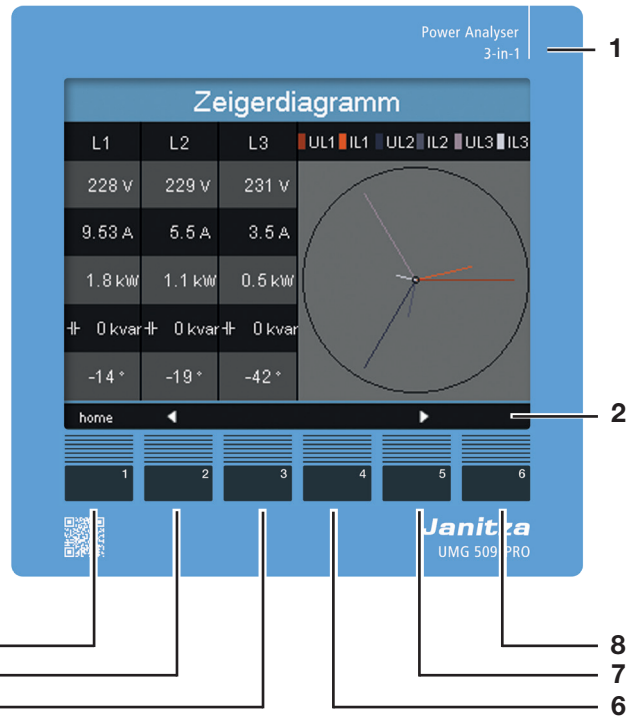 Power Analyser
3-in-1
1
Zeigerdiagramm
L1 L2 L3 UL1 IL1 UL2 IL2 UL3 IL3
228 V 229 V 231 V
9.53 A 5.5 A 3.5 A
1.8 kW 1.1 kW 0.5 kW
0 kvar 0 kvar 0 kvar
-14 ° -19 ° -42 °
home
2
1 2 3 4 5 6
Janitza
UMG 509 PRO
8
7
6